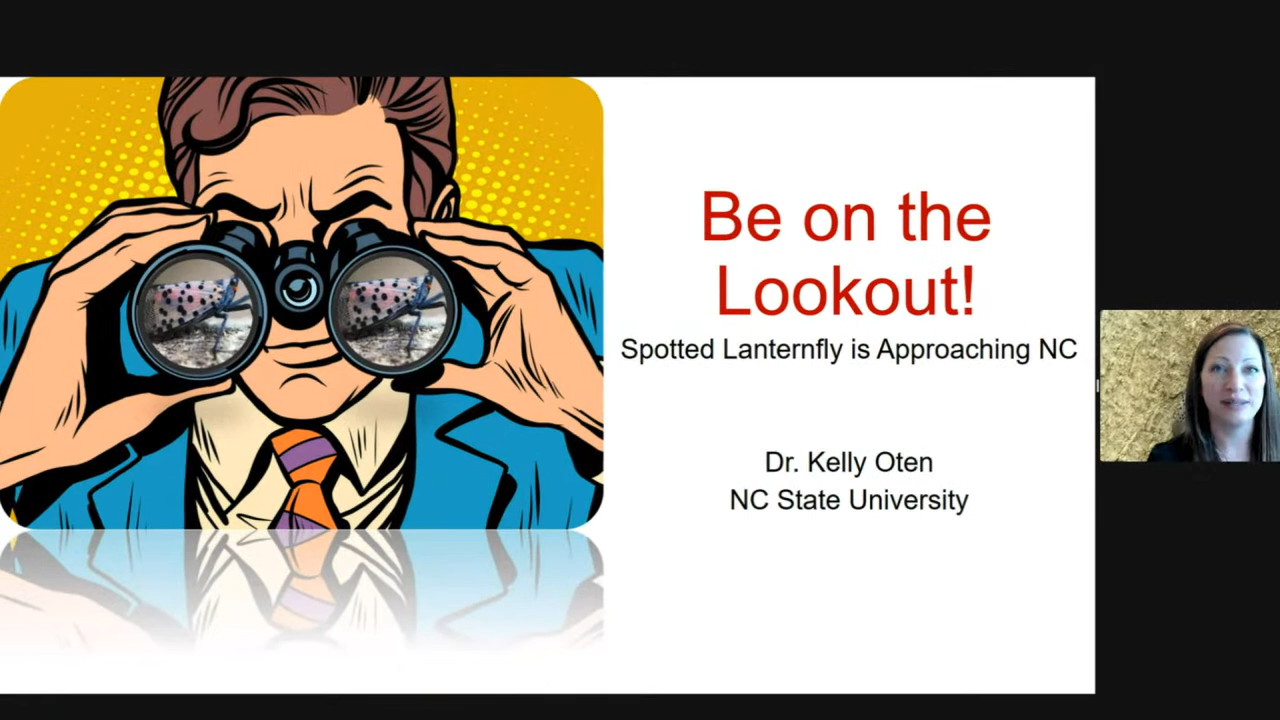 Be on the
Lookout!
Spotted Lanternfly is Approaching NC
Dr. Kelly Oten
NC State University